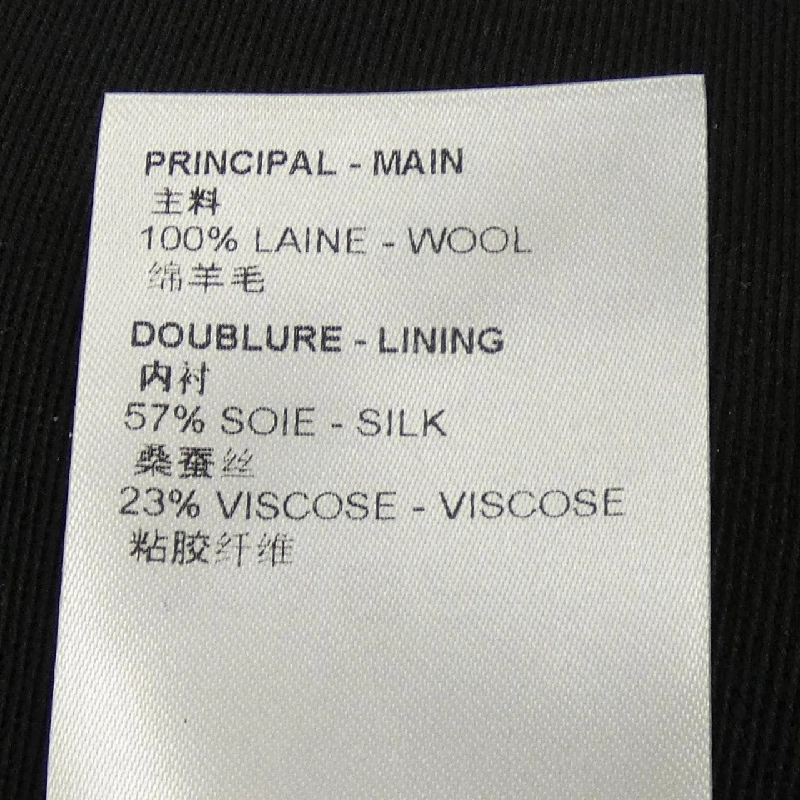 PRINCIPAL - MAIN
主料
100% LAINE - WOOL
绵羊毛
DOUBLURE - LINING
内衬
57% SOIE - SILK
桑蚕丝
23% VISCOSE - VISCOSE
粘胶纤维